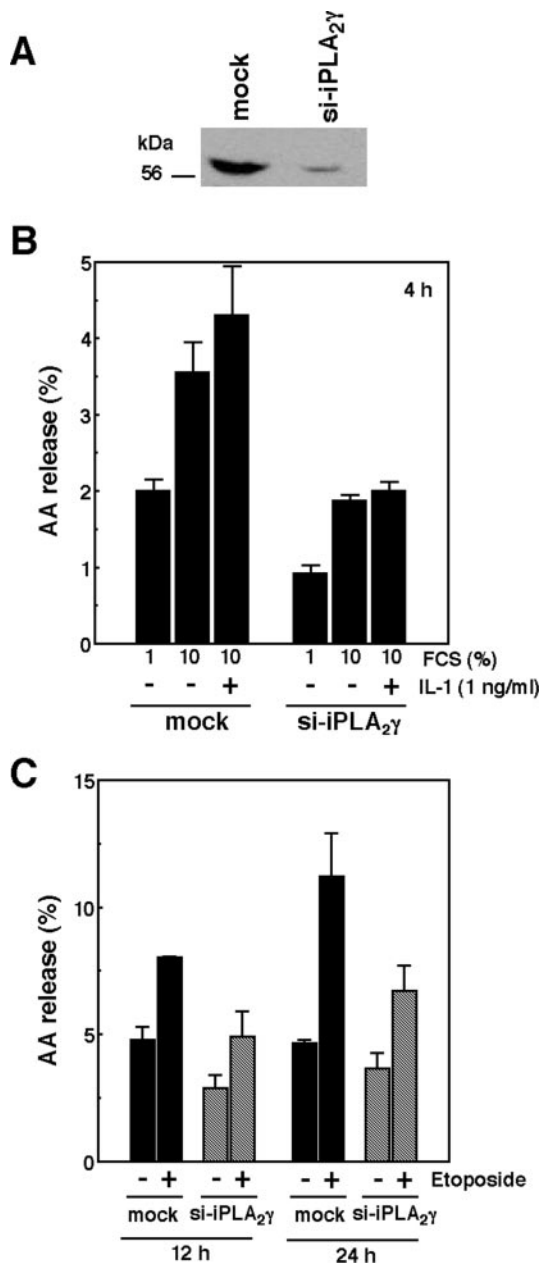 A
mock
si-iPLA₂γ
kDa
56
B
4 h
AA release (%)
5
4
3
2
1
0
1 10 10 1 10 10 FCS (%)
- - + - - + IL-1 (1 ng/ml)
mock si-iPLA₂γ
C
AA release (%)
15
10
5
0
- + - + - + - + Etoposide
mock si-iPLA₂γ mock si-iPLA₂γ
12 h 24 h